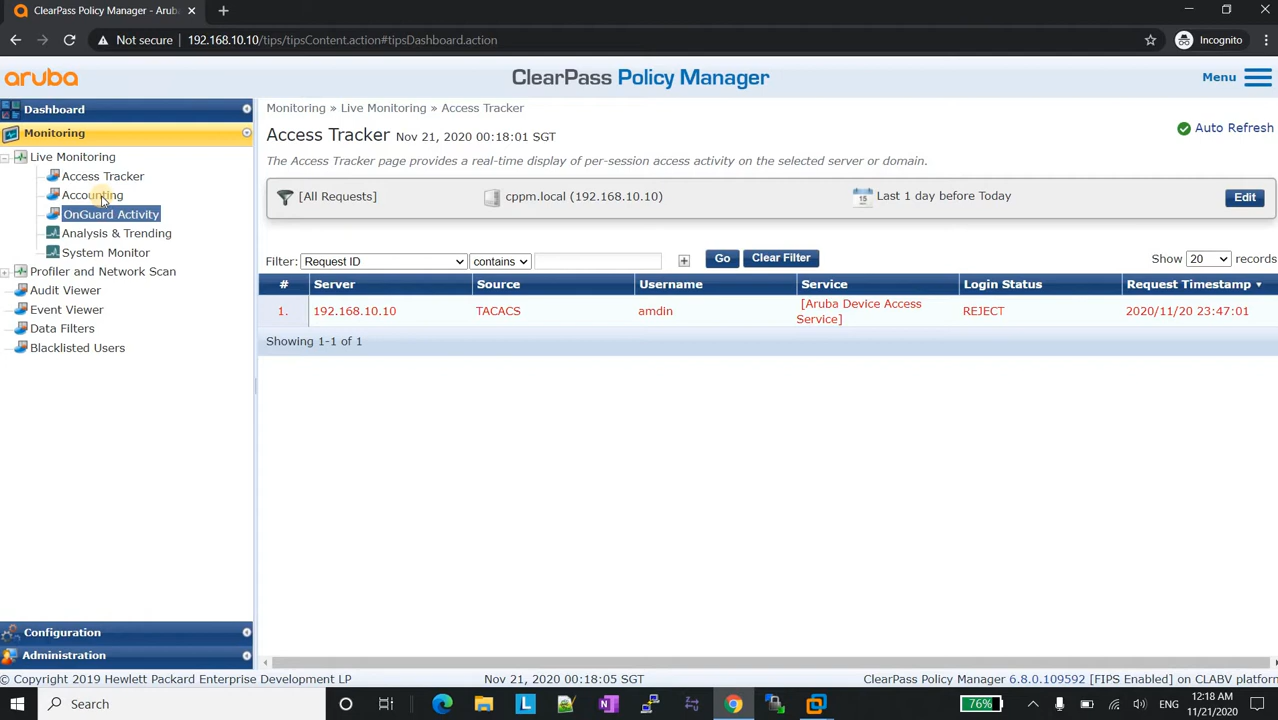 ClearPass Policy Manager - Aruba
Not secure
192.168.10.10/tips/tipsContent.action#tipsDashboard.action
Incognito
aruba
ClearPass Policy Manager
Menu
Dashboard
Monitoring
Live Monitoring
Access Tracker
Accounting
OnGuard Activity
Analysis & Trending
System Monitor
Profiler and Network Scan
Audit Viewer
Event Viewer
Data Filters
Blacklisted Users
Configuration
Administration
Monitoring » Live Monitoring » Access Tracker
Access Tracker Nov 21, 2020 00:18:01 SGT
Auto Refresh
The Access Tracker page provides a real-time display of per-session access activity on the selected server or domain.
[All Requests] cppm.local (192.168.10.10) 15 Last 1 day before Today Edit
Filter: Request ID contains + Go Clear Filter Show 20 records
# Server Source Username Service Login Status Request Timestamp
1. 192.168.10.10 TACACS amdin [Aruba Device Access Service] REJECT 2020/11/20 23:47:01
Showing 1-1 of 1
© Copyright 2019 Hewlett Packard Enterprise Development LP Nov 21, 2020 00:18:05 SGT ClearPass Policy Manager 6.8.0.109592 [FIPS Enabled] on CLABV platform
Search
76%
ENG
12:18 AM
11/21/2020